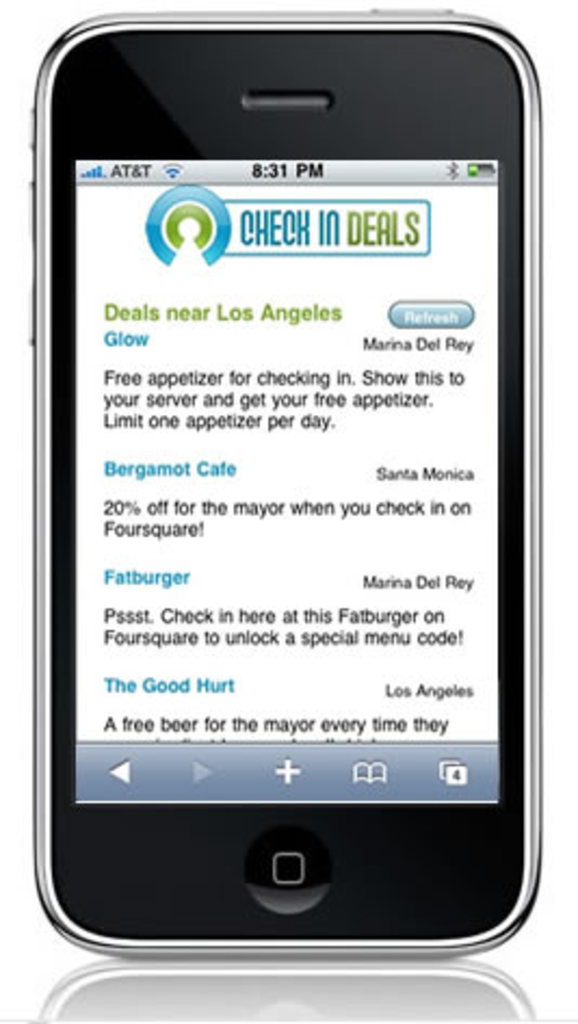 AT&T 8:31 PM
CHECK IN DEALS
Deals near Los Angeles Refresh
Glow Marina Del Rey
Free appetizer for checking in. Show this to
your server and get your free appetizer.
Limit one appetizer per day.
Bergamot Cafe Santa Monica
20% off for the mayor when you check in on
Foursquare!
Fatburger Marina Del Rey
Pssst. Check in here at this Fatburger on
Foursquare to unlock a special menu code!
The Good Hurt Los Angeles
A free beer for the mayor every time they
4